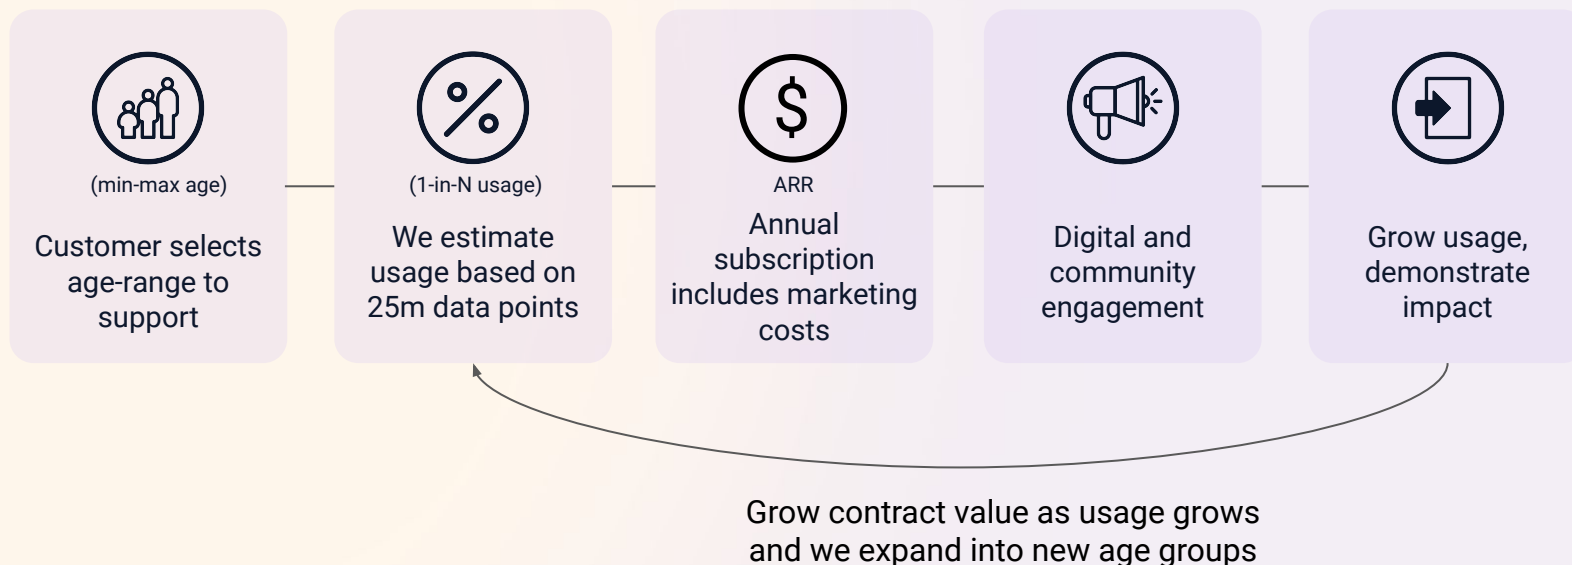 (min-max age)
Customer selects
age-range to
support
(1-in-N usage)
We estimate
usage based on
25m data points
$
ARR
Annual
subscription
includes marketing
costs
Digital and
community
engagement
Grow usage,
demonstrate
impact
Grow contract value as usage grows
and we expand into new age groups